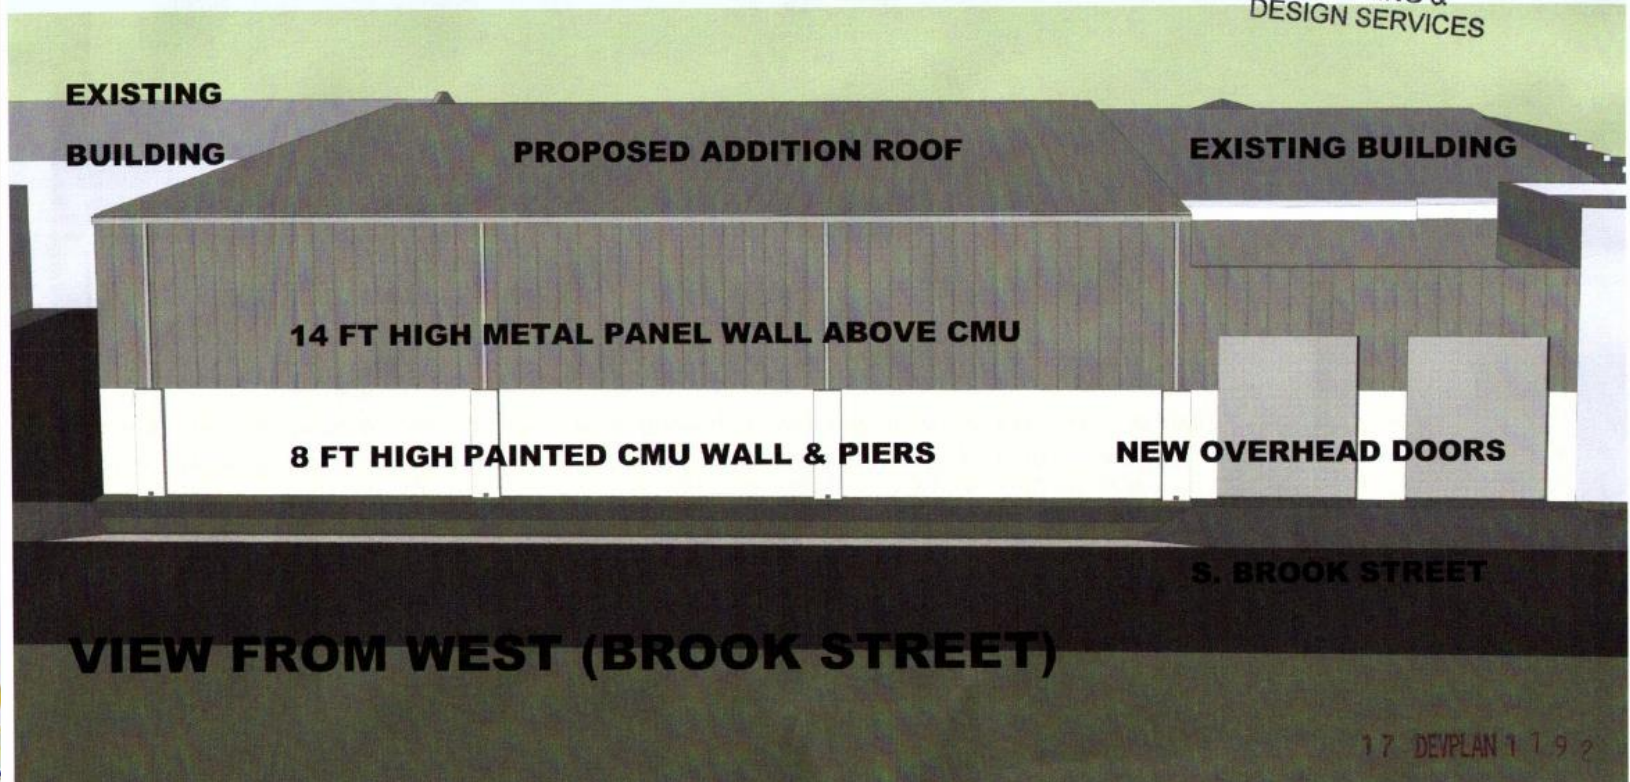 DESIGN SERVICES
EXISTING
BUILDING
PROPOSED ADDITION ROOF
EXISTING BUILDING
14 FT HIGH METAL PANEL WALL ABOVE CMU
8 FT HIGH PAINTED CMU WALL & PIERS
NEW OVERHEAD DOORS
S. BROOK STREET
VIEW FROM WEST (BROOK STREET)
17 DEVPLAN 1192